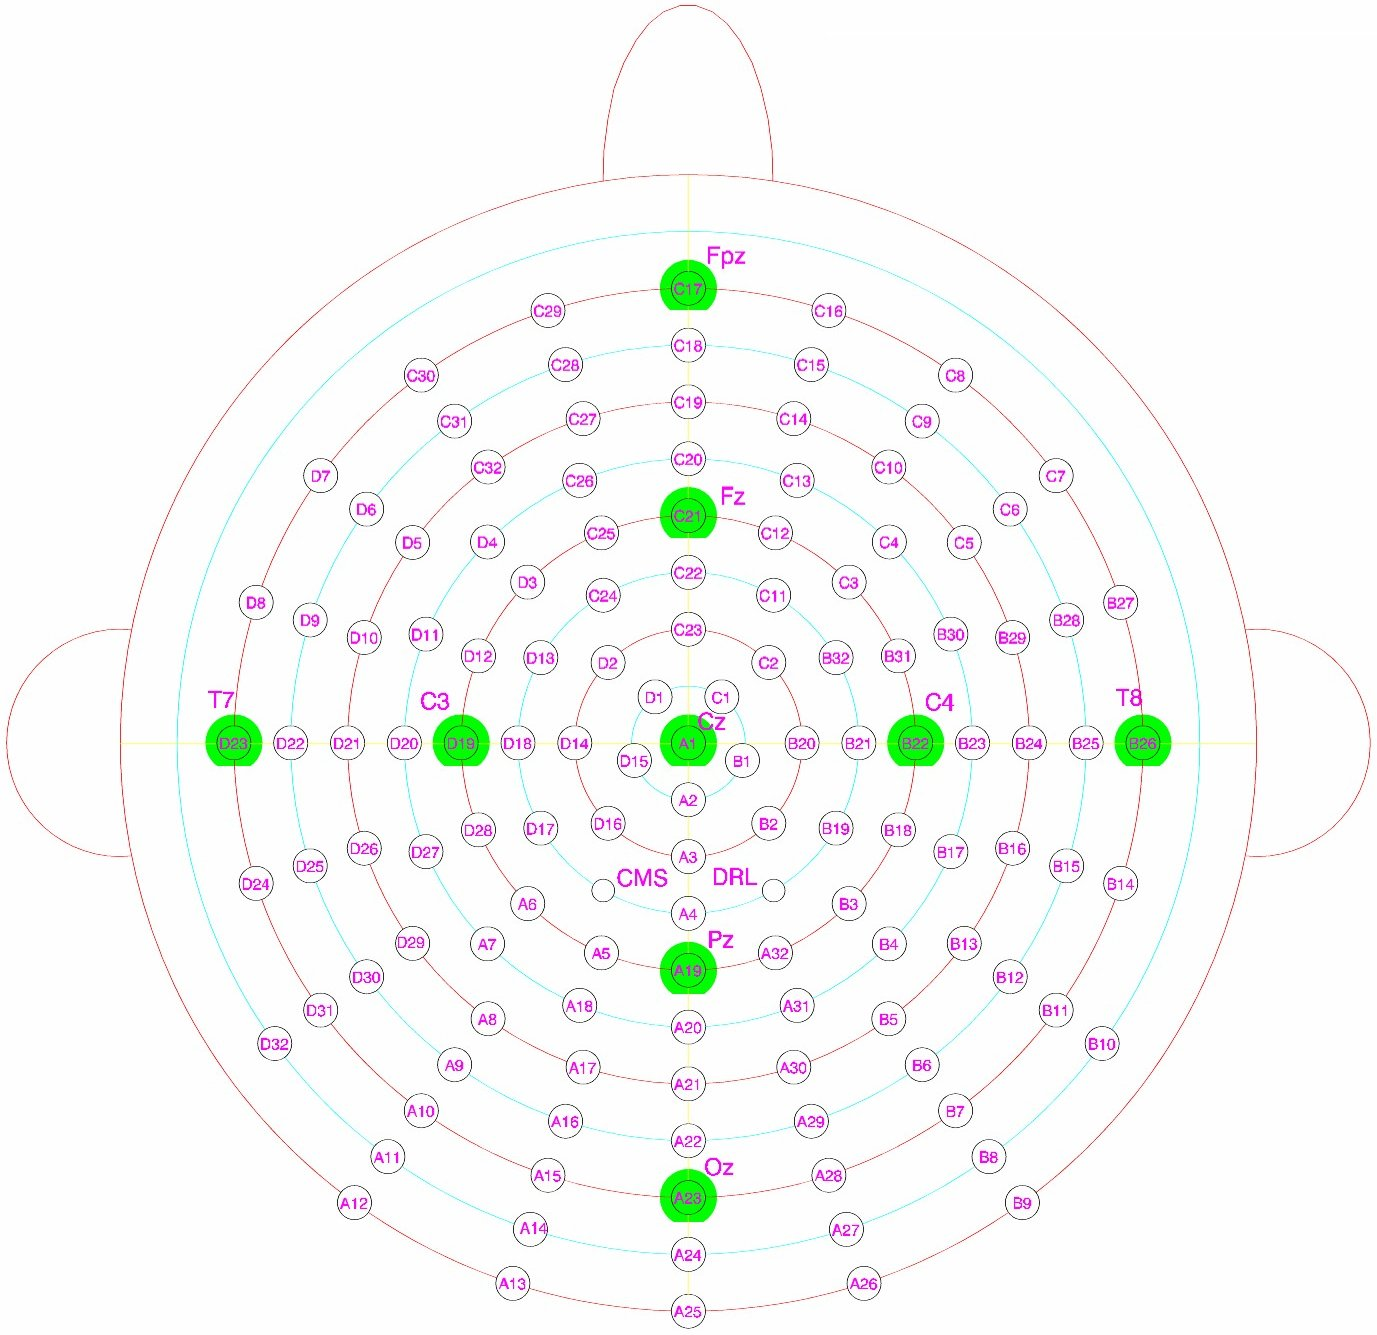 Fpz
C17
C29 C16
C18
C28 C15
C30 C8
C19
C27 C14
C31 C9
C20
C32 C10
D7 C26 C13 C7
Fz
D6 C21 C6
C25 C12
D5 D4 C4 C5
C22
D3 C3
C24 C11
D8 B27
D9 B28
C23
D11 B30
D10 B29
D12 D13 D2 C2 B32 B31
T7 C3 D1 C1 C4 T8
Cz
D23 D22 D21 D20 D19 D18 D14 A1 B20 B21 B22 B23 B24 B25 B26
D15 B1
A2
D16 B2
D28 D17 B19 B18
D26 D27 B17 B16
A3
D25 B15
CMS DRL
D24 B14
A6 B3
A4
Pz
D29 A7 B4 B13
A5 A32
A19
D30 B12
A18 A31
D31 B11
A8 B5
A20
D32 B10
A9 A17 A30 B6
A21
A10 B7
A16 A29
A22
A11 B8
Oz
A15 A28
A23
A12 B9
A14 A27
A24
A13 A26
A25